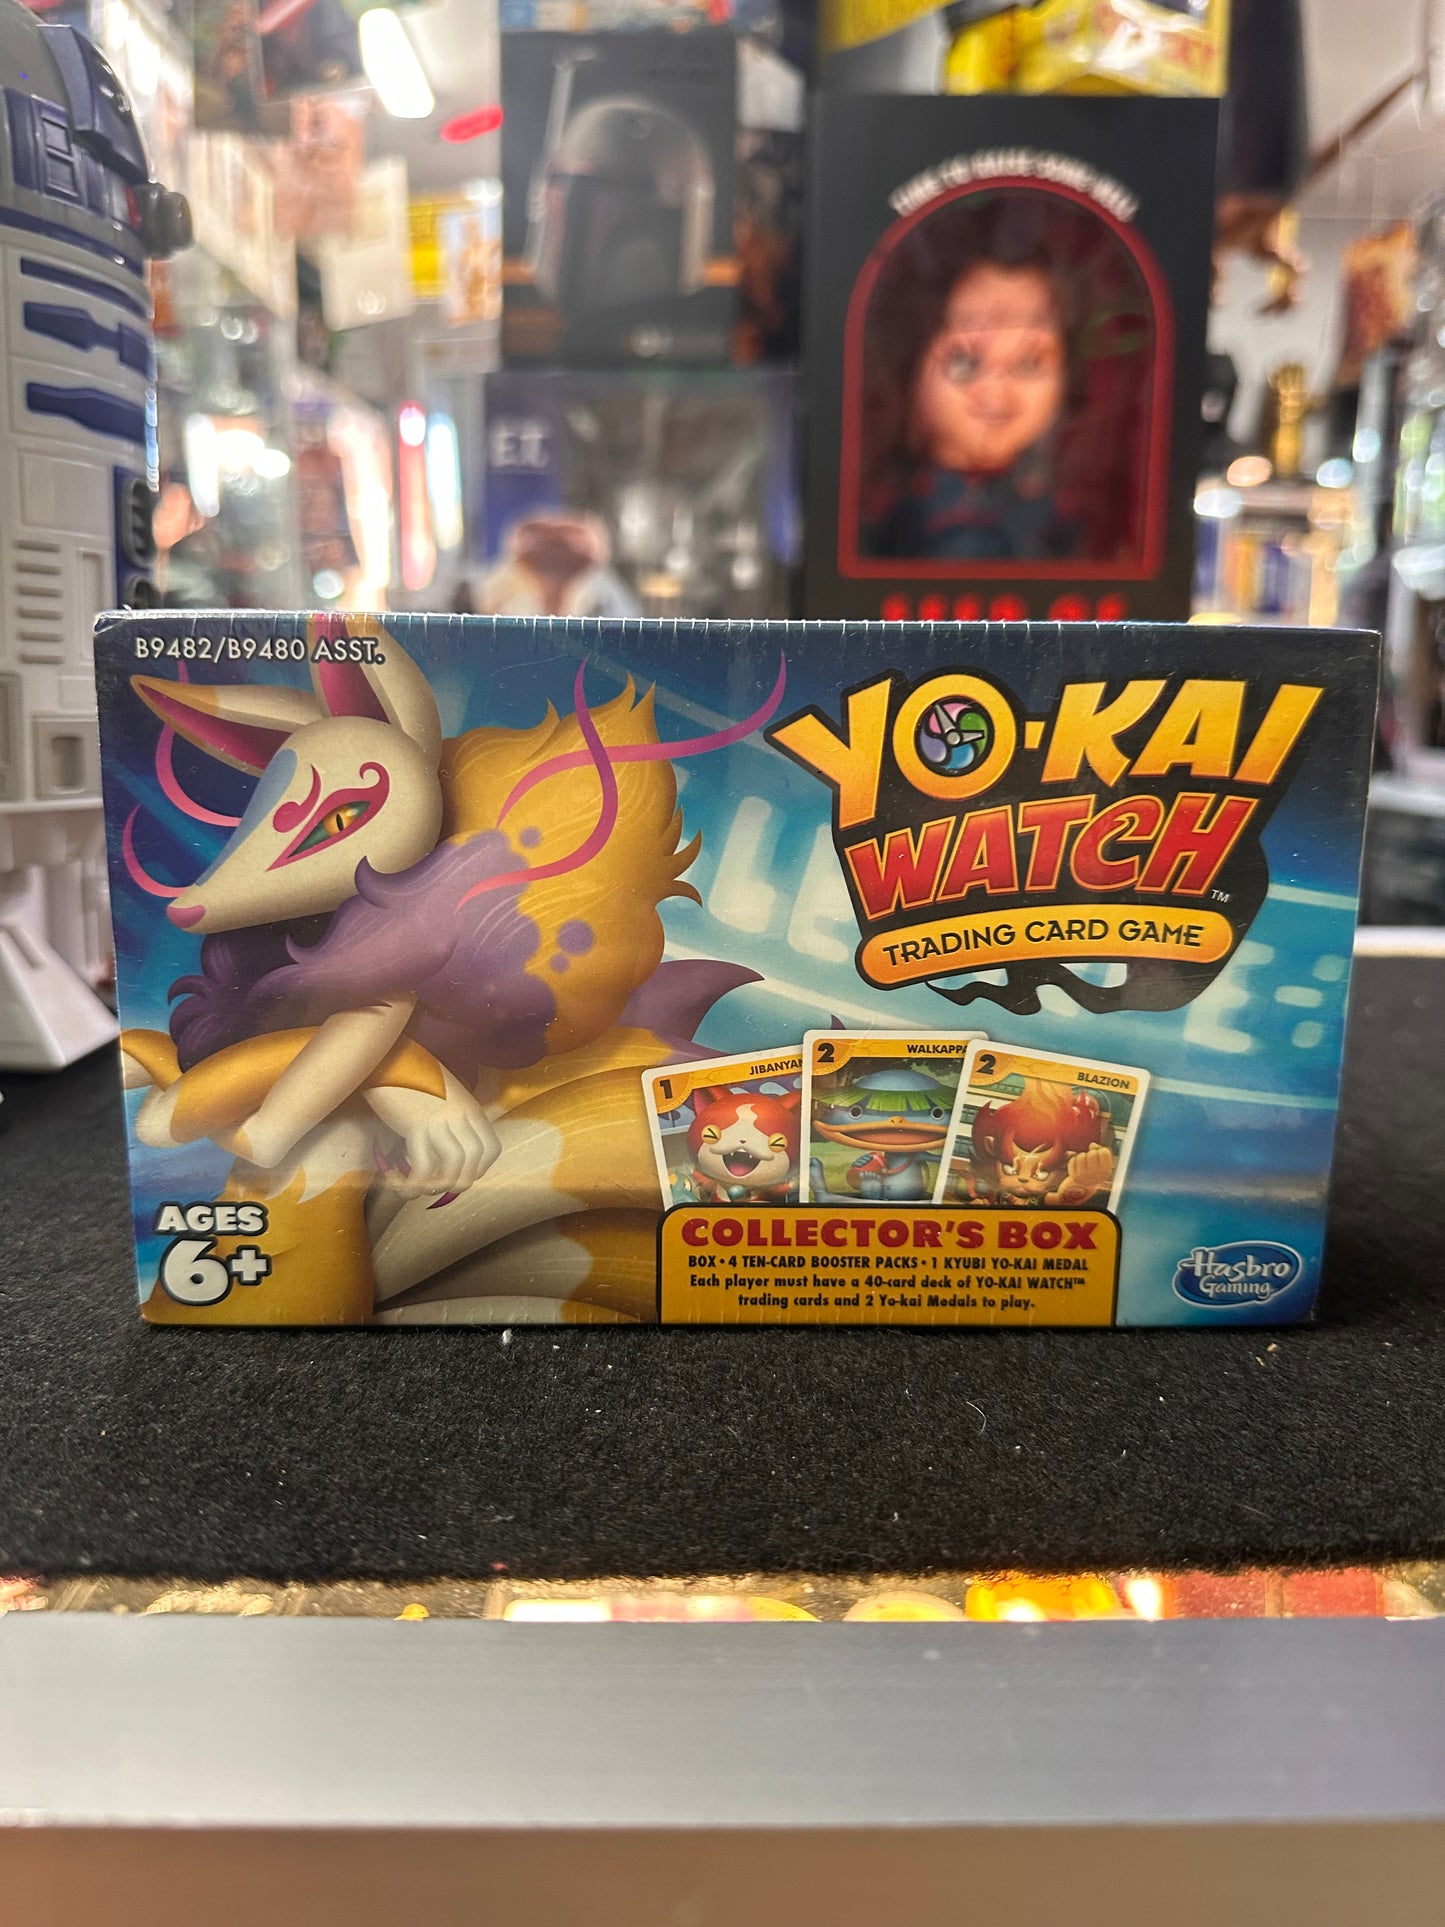 E.T.
B9482/B9480 ASST.
YO-KAI
WATCH™
TRADING CARD GAME
1
JIBANYAN
2
WALKAPPA
2
BLAZION
AGES
6+
COLLECTOR'S BOX
BOX • 4 TEN-CARD BOOSTER PACKS • 1 KYUBI YO-KAI MEDAL
Each player must have a 40-card deck of YO-KAI WATCH™
trading cards and 2 Yo-kai Medals to play.
Hasbro
Gaming